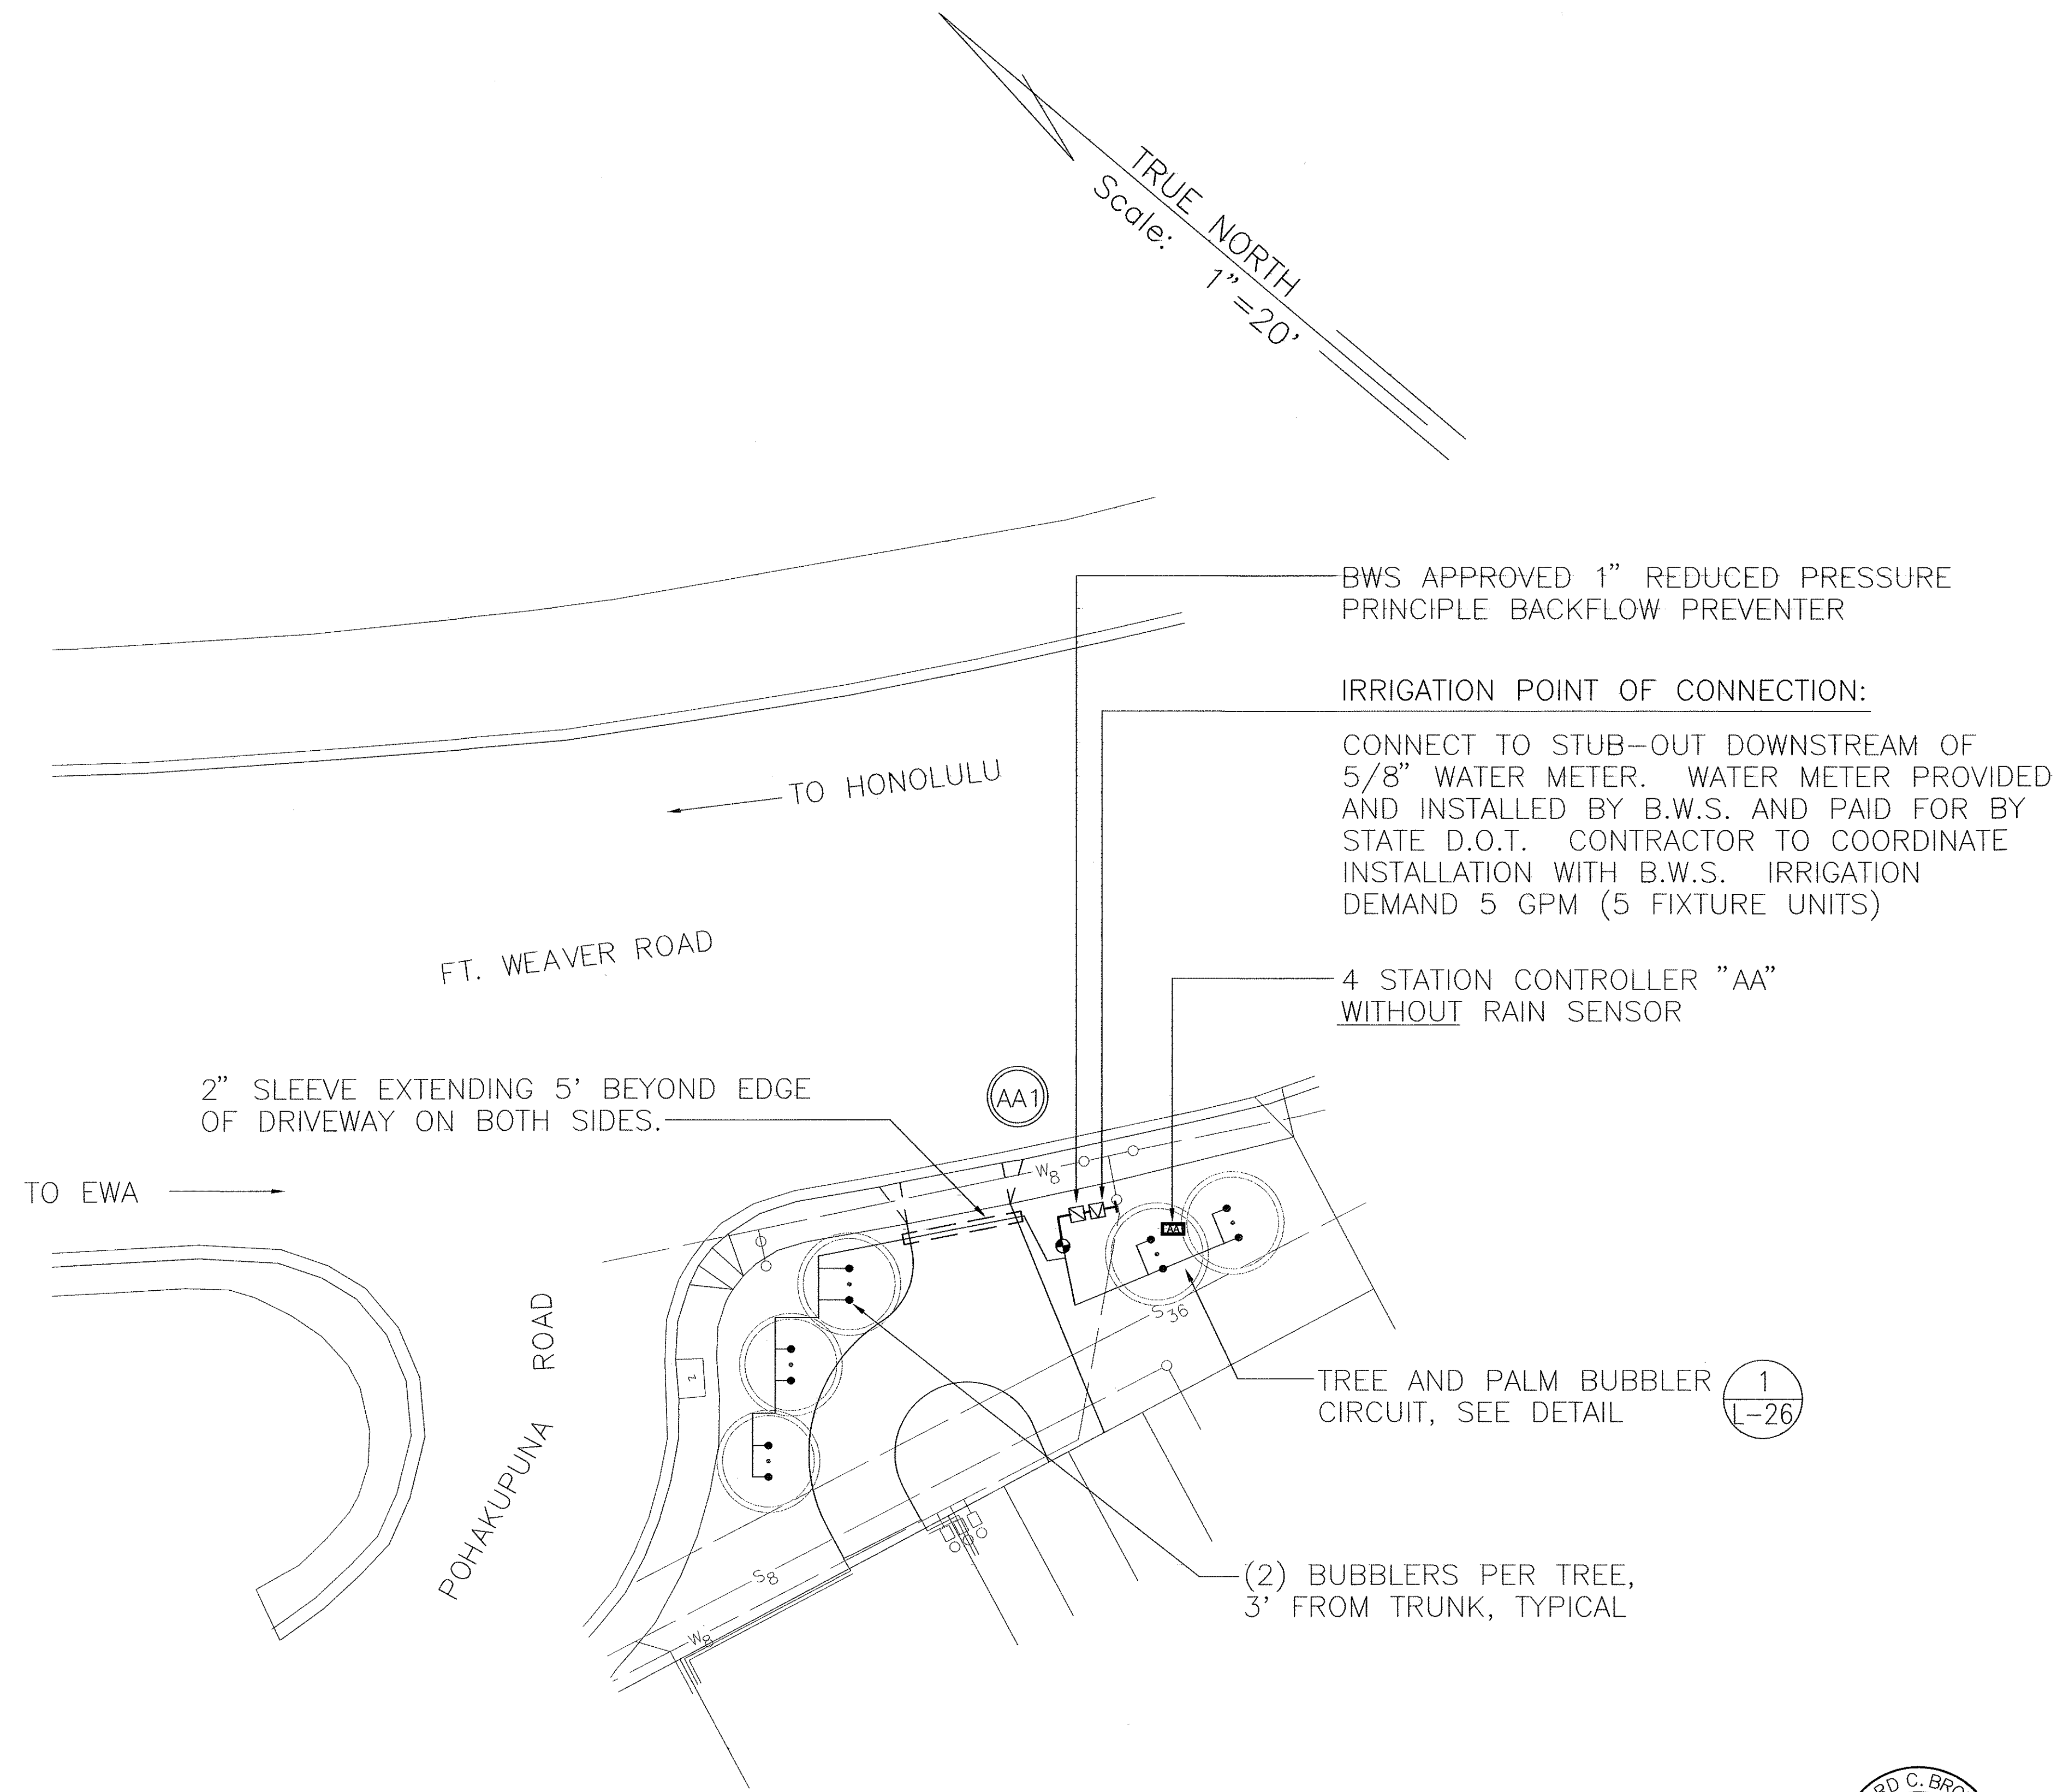 TRUE NORTH
Scale: 1"=20'
BWS APPROVED 1" REDUCED PRESSURE
PRINCIPLE BACKFLOW PREVENTER
IRRIGATION POINT OF CONNECTION:
CONNECT TO STUB-OUT DOWNSTREAM OF
5/8" WATER METER. WATER METER PROVIDED
AND INSTALLED BY B.W.S. AND PAID FOR BY
STATE D.O.T. CONTRACTOR TO COORDINATE
INSTALLATION WITH B.W.S. IRRIGATION
DEMAND 5 GPM (5 FIXTURE UNITS)
TO HONOLULU
FT. WEAVER ROAD
4 STATION CONTROLLER "AA"
WITHOUT RAIN SENSOR
2" SLEEVE EXTENDING 5' BEYOND EDGE
OF DRIVEWAY ON BOTH SIDES.
AA1
TO EWA
W8
AA
S36
POHAKUPUNA ROAD
2
TREE AND PALM BUBBLER
CIRCUIT, SEE DETAIL
1
L-26
S8
W8
(2) BUBBLERS PER TREE,
3' FROM TRUNK, TYPICAL
C. BRO